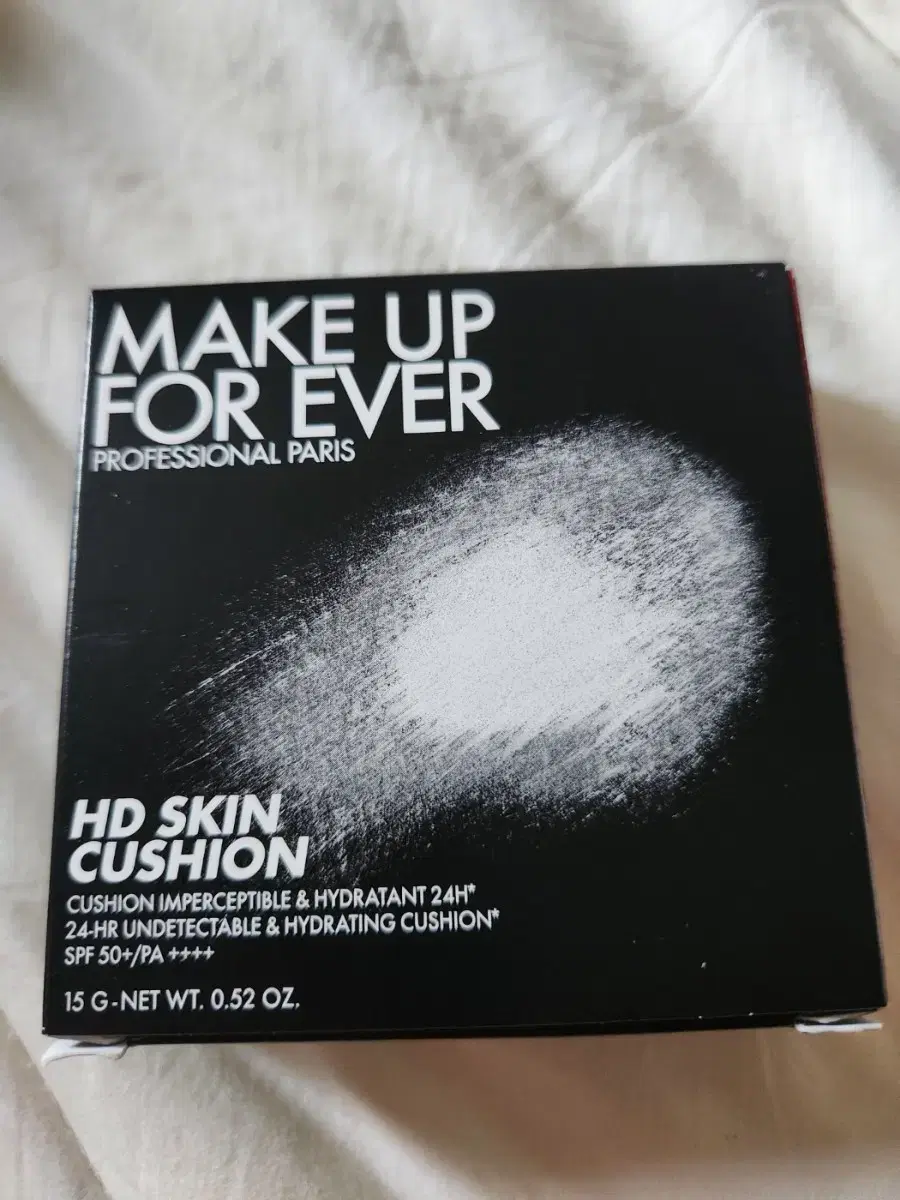 MAKE UP
FOR EVER
PROFESSIONAL PARIS
HD SKIN
CUSHION
CUSHION IMPERCEPTIBLE & HYDRATANT 24H*
24-HR UNDETECTABLE & HYDRATING CUSHION*
SPF 50+/PA ++++
15 G-NET WT. 0.52 OZ.